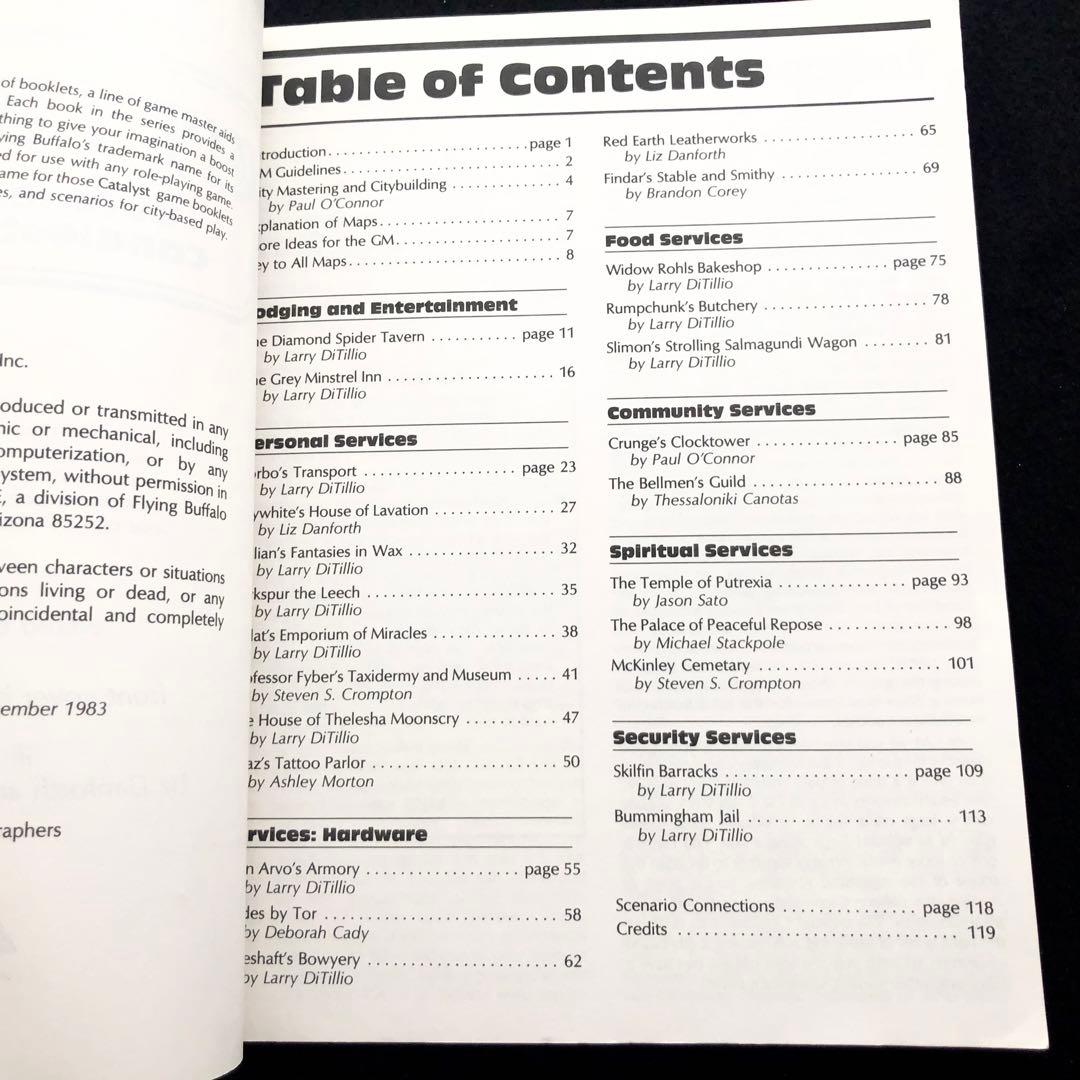 of booklets, a line of game master aids
Each book in the series provides a
thing to give your imagination a boost
ying Buffalo's trademark name for its
ed for use with any role-playing game.
ame for those Catalyst game booklets
es, and scenarios for city-based play.
Inc.
oduced or transmitted in any
nic or mechanical, including
omputerization, or by any
ystem, without permission in
E, a division of Flying Buffalo
izona 85252.
ween characters or situations
ons living or dead, or any
oincidental and completely
ember 1983
raphers
Table of Contents
troduction . . . . . . . . . . . . . . . . . . . page 1
M Guidelines . . . . . . . . . . . . . . . . . . . . . 2
ity Mastering and Citybuilding . . . . . . . . . . . 4
by Paul O'Connor
xplanation of Maps . . . . . . . . . . . . . . . . . 7
ore Ideas for the GM . . . . . . . . . . . . . . . . 7
ey to All Maps . . . . . . . . . . . . . . . . . . . . 8
odging and Entertainment
e Diamond Spider Tavern . . . . . . . . . . page 11
by Larry DiTillio
e Grey Minstrel Inn . . . . . . . . . . . . . . . . . 16
by Larry DiTillio
ersonal Services
rbo's Transport . . . . . . . . . . . . . . . . page 23
by Larry DiTillio
ywhite's House of Lavation . . . . . . . . . . . . 27
by Liz Danforth
lian's Fantasies in Wax . . . . . . . . . . . . . . . 32
by Larry DiTillio
kspur the Leech . . . . . . . . . . . . . . . . . . . 35
by Larry DiTillio
lat's Emporium of Miracles . . . . . . . . . . . . . 38
by Larry DiTillio
ofessor Fyber's Taxidermy and Museum . . . . . 41
by Steven S. Crompton
e House of Thelesha Moonscry . . . . . . . . . . 47
by Larry DiTillio
az's Tattoo Parlor . . . . . . . . . . . . . . . . . . . 50
by Ashley Morton
rvices: Hardware
n Arvo's Armory . . . . . . . . . . . . . . . . page 55
by Larry DiTillio
des by Tor . . . . . . . . . . . . . . . . . . . . . . . 58
by Deborah Cady
eshaft's Bowyery . . . . . . . . . . . . . . . . . . . 62
by Larry DiTillio
Red Earth Leatherworks . . . . . . . . . . . . . . . 65
by Liz Danforth
Findar's Stable and Smithy . . . . . . . . . . . . . . 69
by Brandon Corey
Food Services
Widow Rohls Bakeshop . . . . . . . . . . . . page 75
by Larry DiTillio
Rumpchunk's Butchery . . . . . . . . . . . . . . . . 78
by Larry DiTillio
Slimon's Strolling Salmagundi Wagon . . . . . . . . 81
by Larry DiTillio
Community Services
Crunge's Clocktower . . . . . . . . . . . . . . page 85
by Paul O'Connor
The Bellmen's Guild . . . . . . . . . . . . . . . . . . 88
by Thessaloniki Canotas
Spiritual Services
The Temple of Putrexia . . . . . . . . . . . . page 93
by Jason Sato
The Palace of Peaceful Repose . . . . . . . . . . . 98
by Michael Stackpole
McKinley Cemetary . . . . . . . . . . . . . . . . . 101
by Steven S. Crompton
Security Services
Skilfin Barracks . . . . . . . . . . . . . . . . . page 109
by Larry DiTillio
Bummingham Jail . . . . . . . . . . . . . . . . . . . 113
by Larry DiTillio
Scenario Connections . . . . . . . . . . . . . page 118
Credits . . . . . . . . . . . . . . . . . . . . . . . . . . 119